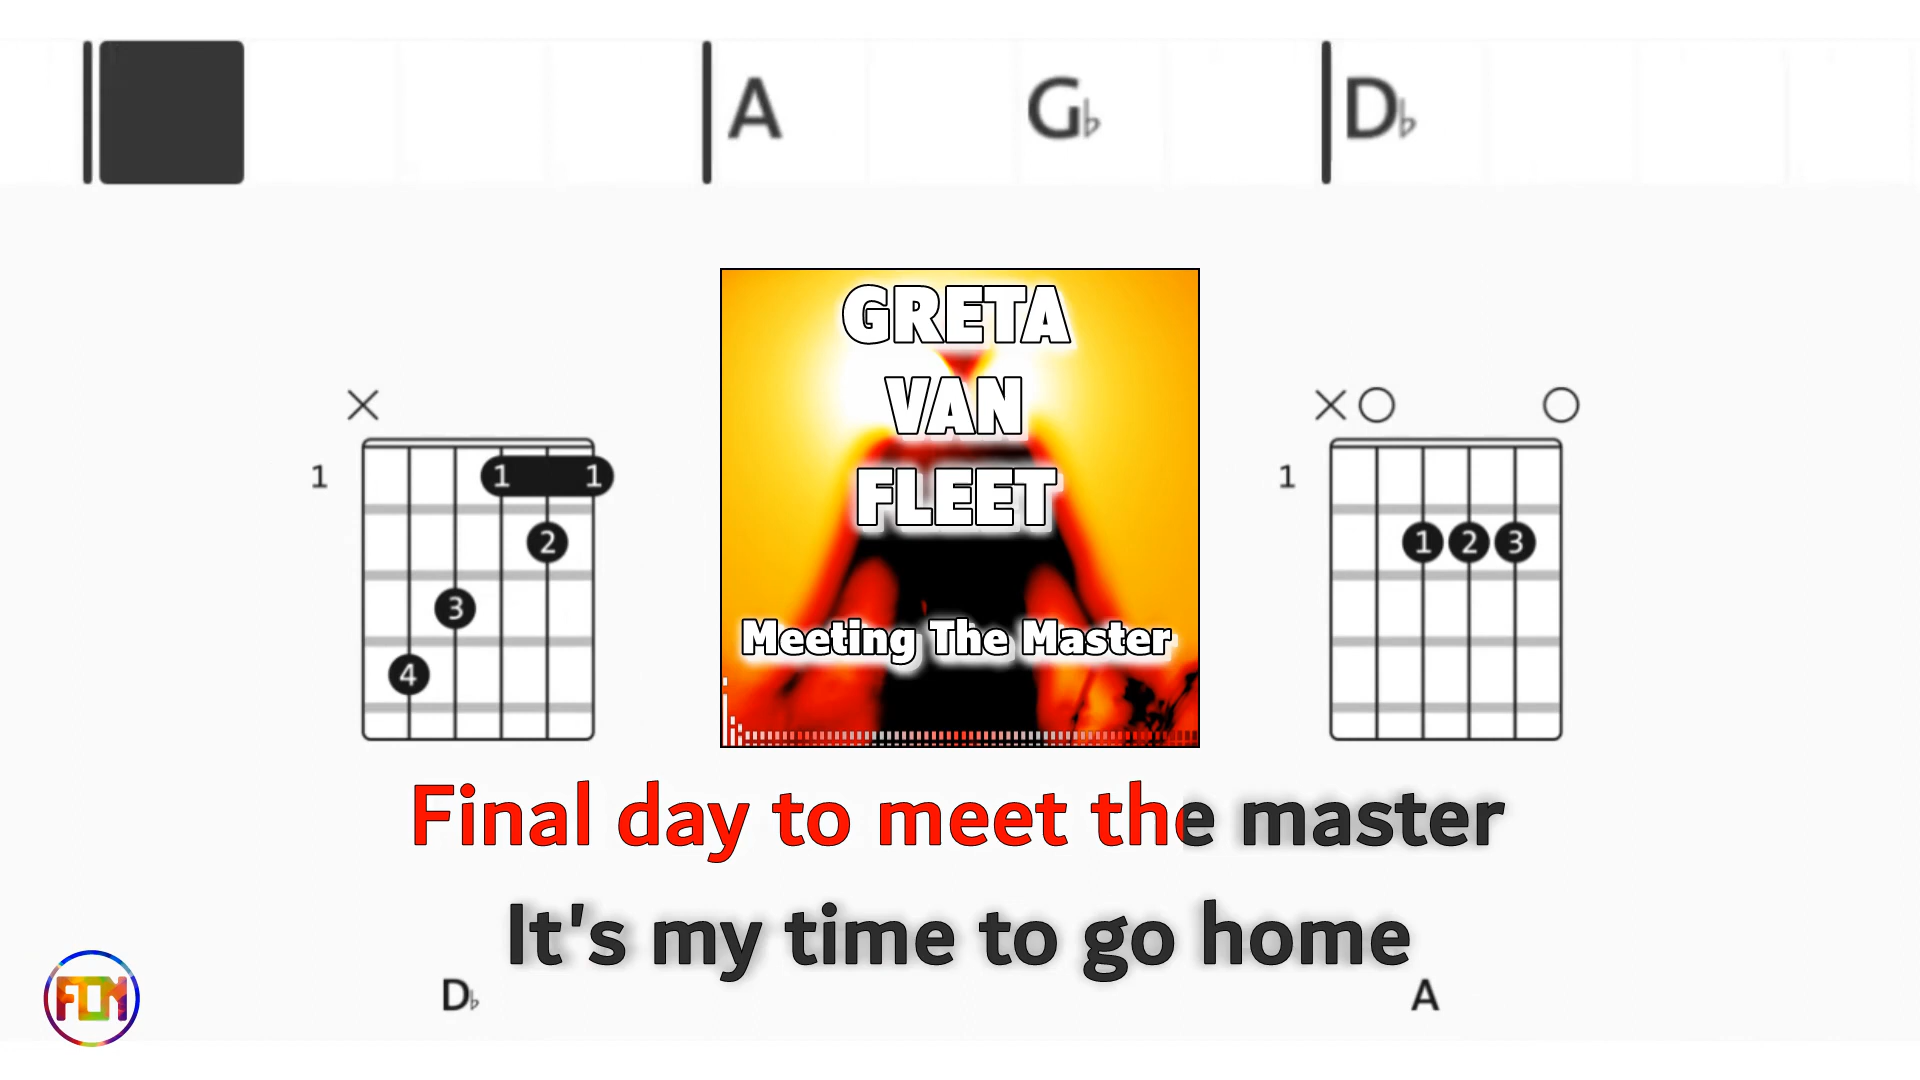 A G♭ D♭
GRETA
VAN
FLEET
Meeting The Master
1 1 1
2
3
4
1
1 2 3
Final day to meet the master
It's my time to go home
D♭ A
FCM